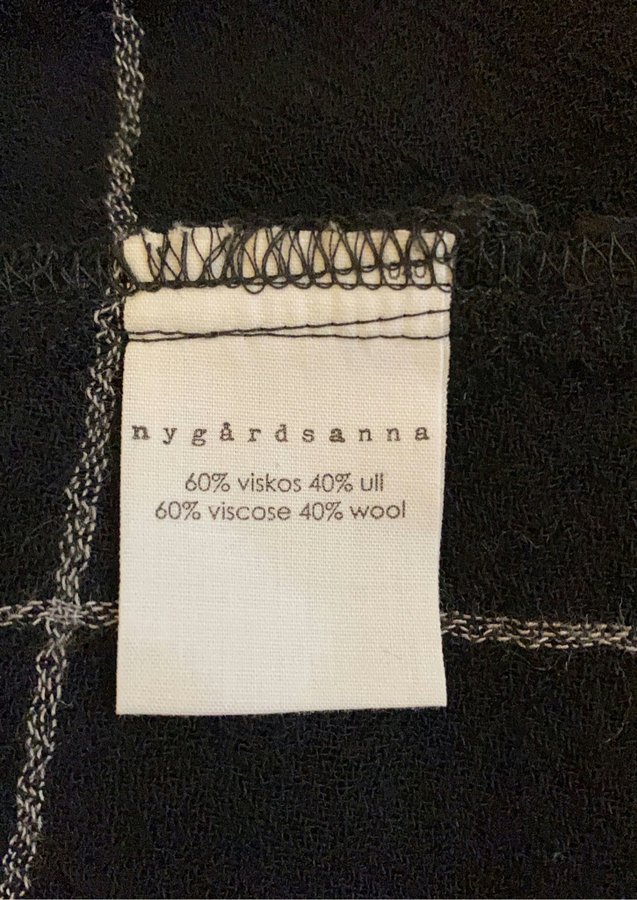 nygårdsanna
60% viskos 40% ull
60% viscose 40% wool